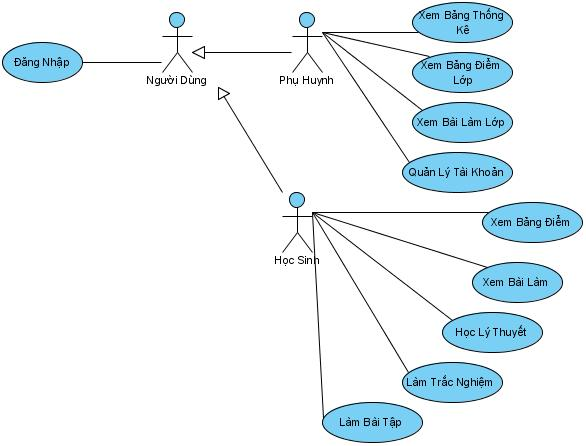 Xem Bảng Thống
Kê
Đăng Nhập
Người Dùng
Phụ Huynh
Xem Bảng Điểm
Lớp
Xem Bài Làm Lớp
Quản Lý Tài Khoản
Học Sinh
Xem Bảng Điểm
Xem Bài Làm
Học Lý Thuyết
Làm Trắc Nghiệm
Làm Bài Tập